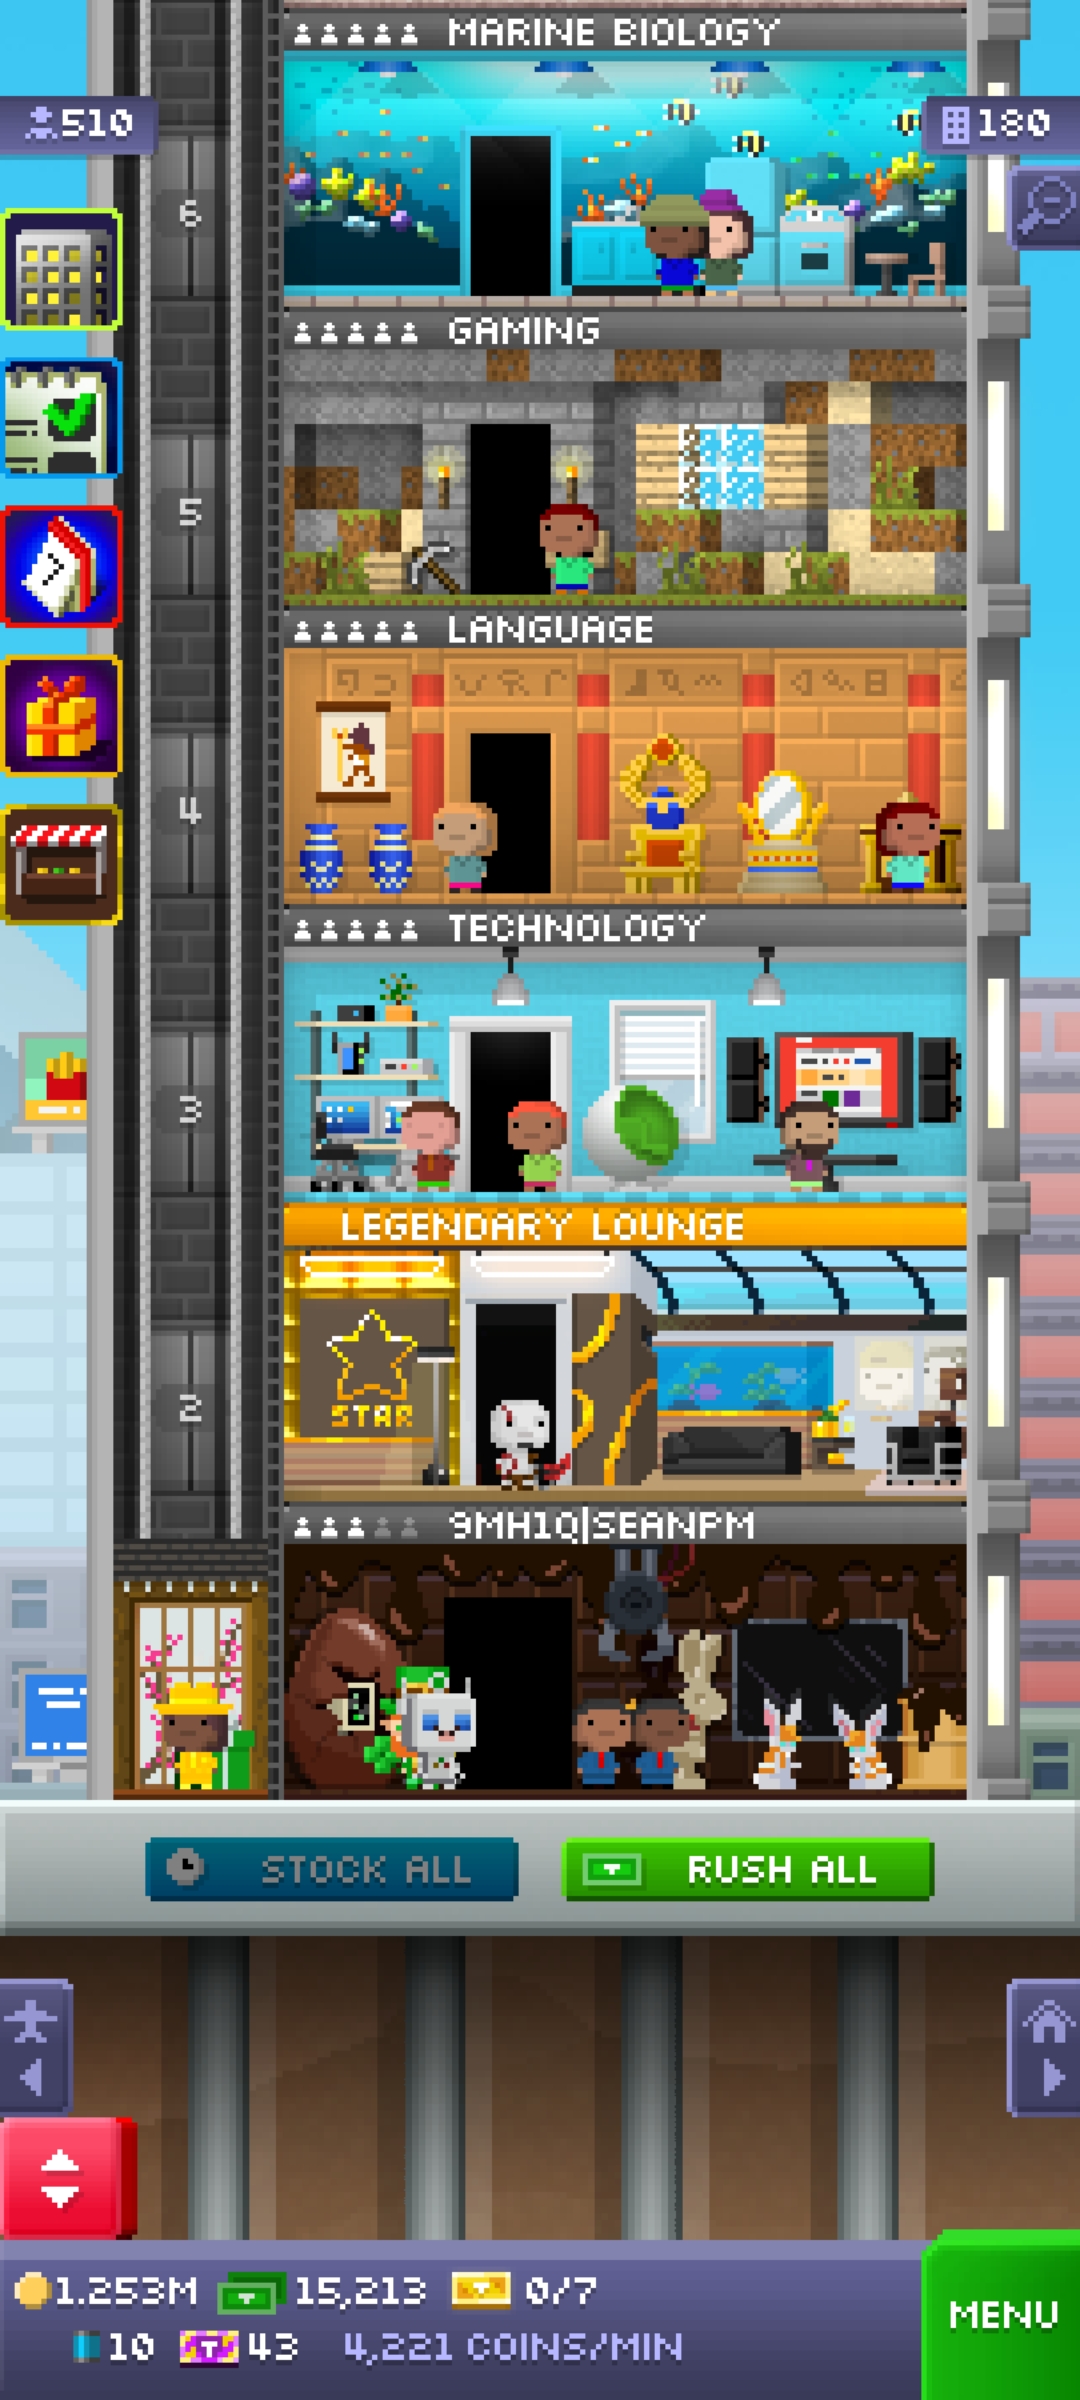 MARINE BIOLOGY
510
180
6
GAMING
5
LANGUAGE
4
TECHNOLOGY
3
LEGENDARY LOUNGE
STAR
2
9MH1Q|SEANPM
STOCK ALL
RUSH ALL
1.253M 15,213 0/7
MENU
10 43 4,221 COINS/MIN